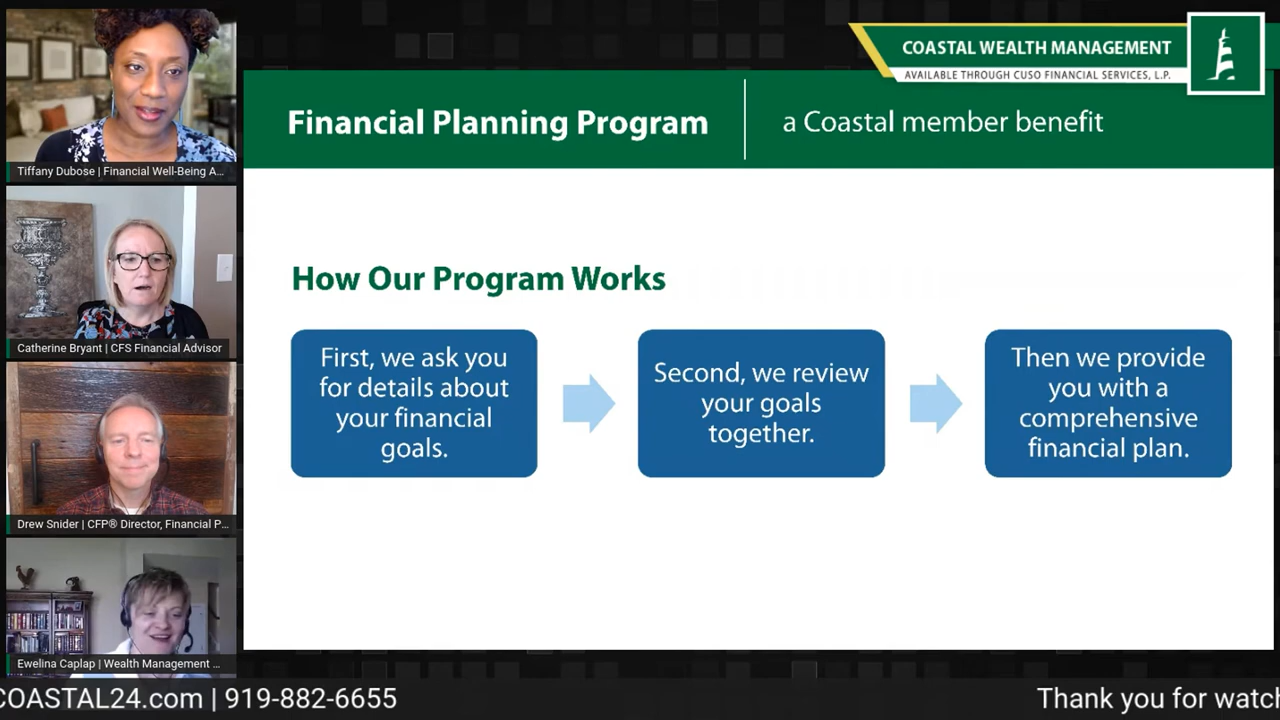 COASTAL WEALTH MANAGEMENT
AVAILABLE THROUGH CUSO FINANCIAL SERVICES, L.P.
Financial Planning Program
a Coastal member benefit
Tiffany Dubose | Financial Well-Being A...
Catherine Bryant | CFS Financial Advisor
Drew Snider | CFP® Director, Financial P...
Ewelina Caplap | Wealth Management ...
How Our Program Works
First, we ask you
for details about
your financial
goals.
Second, we review
your goals
together.
Then we provide
you with a
comprehensive
financial plan.
COASTAL24.com | 919-882-6655
Thank you for watch